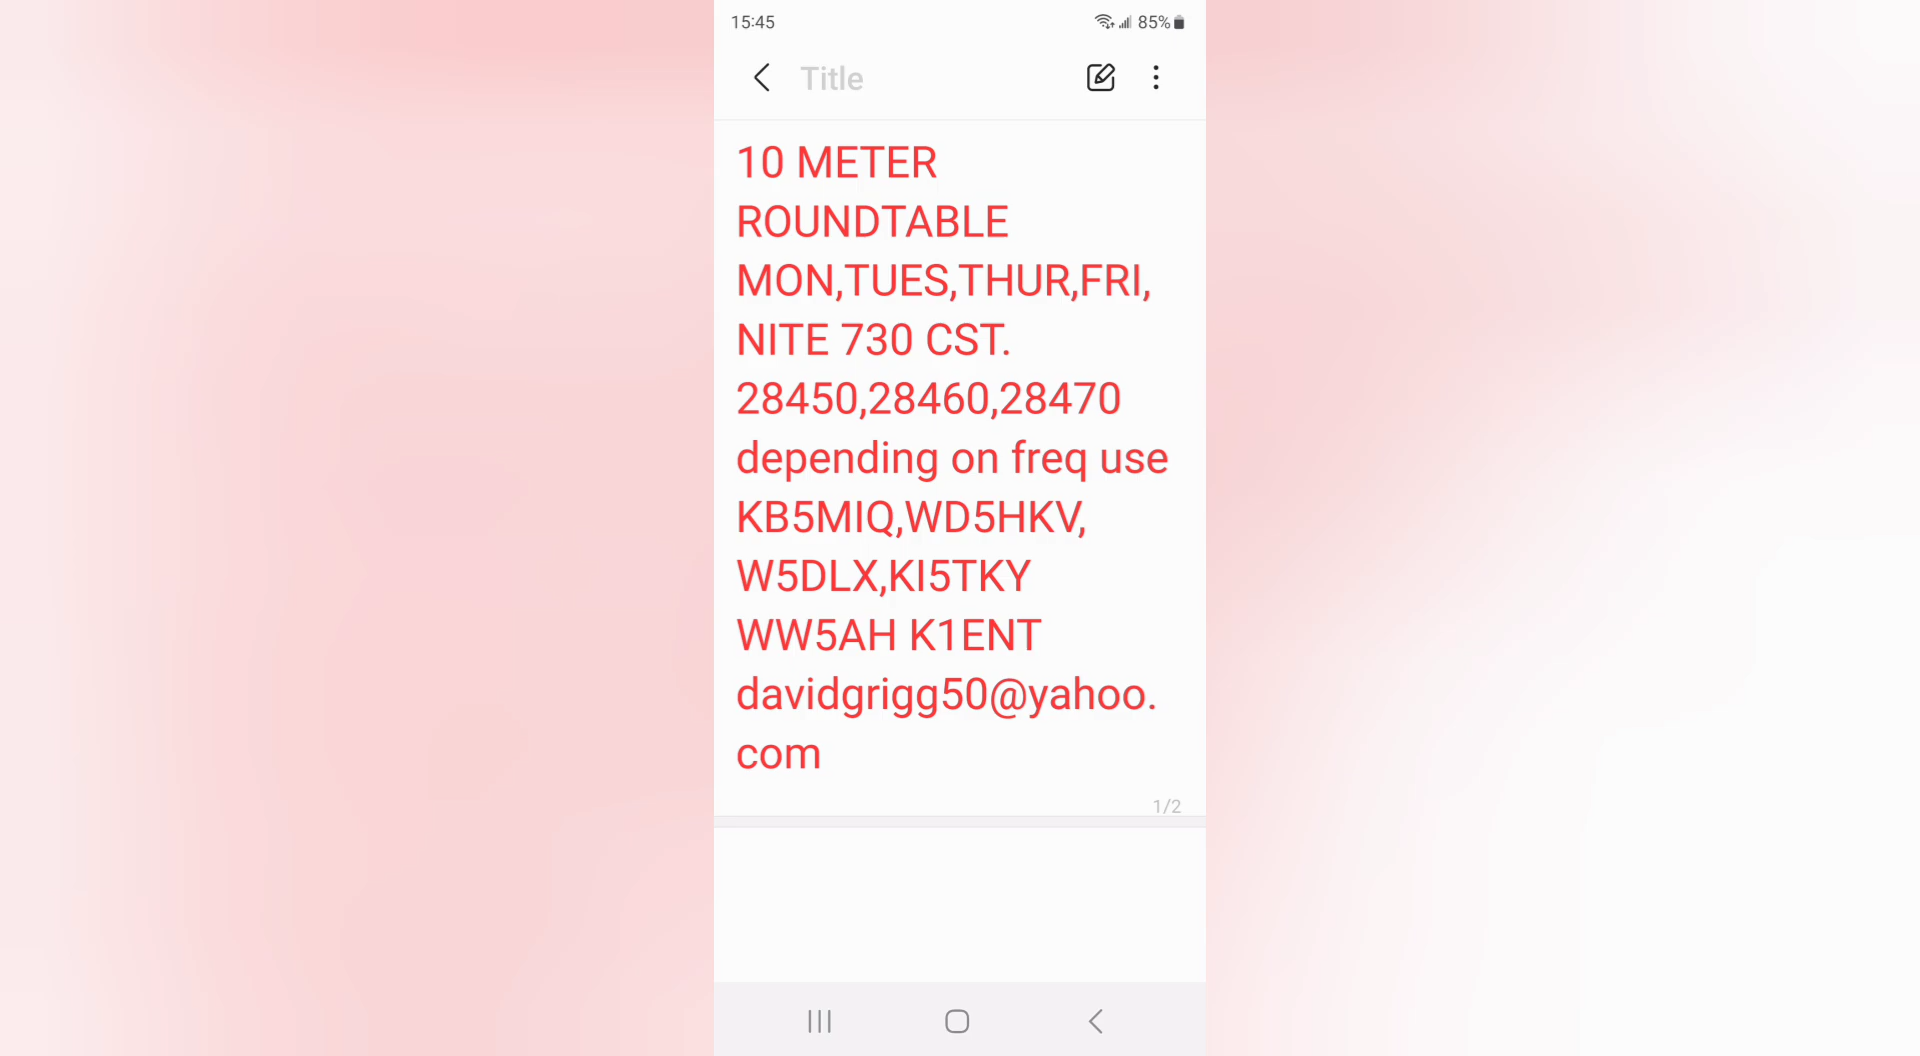 15:45
85%
Title
10 METER
ROUNDTABLE
MON,TUES,THUR,FRI,
NITE 730 CST.
28450,28460,28470
depending on freq use
KB5MIQ,WD5HKV,
W5DLX,KI5TKY
WW5AH K1ENT
davidgrigg50@yahoo.
com
1/2